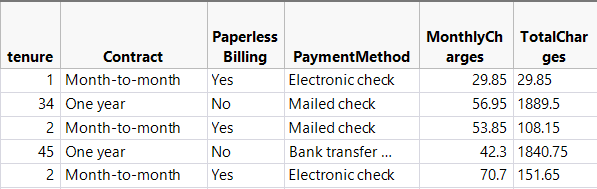 tenure Contract Paperless Billing PaymentMethod MonthlyCh arges TotalChar ges
1 Month-to-month Yes Electronic check 29.85 29.85
34 One year No Mailed check 56.95 1889.5
2 Month-to-month Yes Mailed check 53.85 108.15
45 One year No Bank transfer ... 42.3 1840.75
2 Month-to-month Yes Electronic check 70.7 151.65